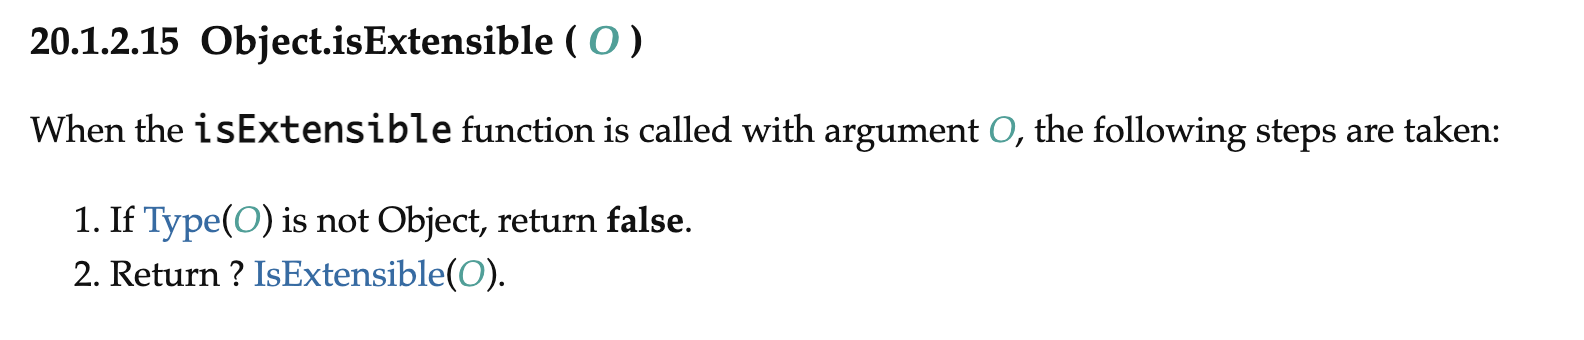 20.1.2.15 Object.isExtensible ( O )
When the isExtensible function is called with argument O, the following steps are taken:
1. If Type(O) is not Object, return false.
2. Return ? IsExtensible(O).